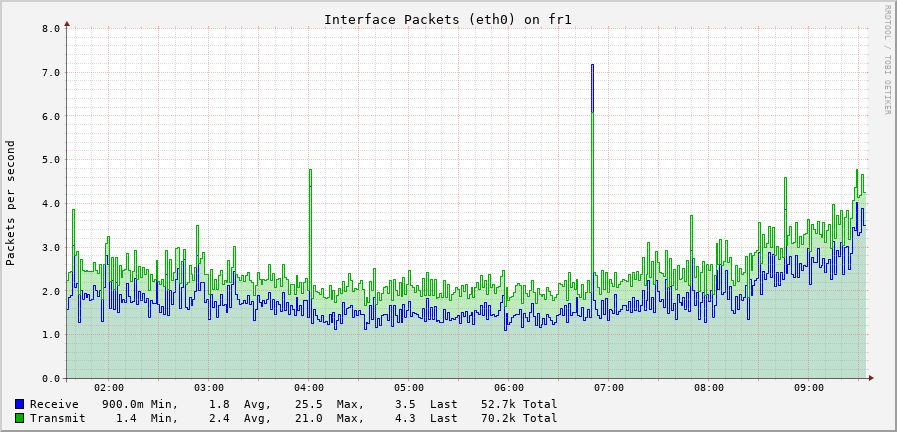 Interface Packets (eth0) on fr1
RRDTOOL / TOBI OETIKER
Packets per second
8.0
7.0
6.0
5.0
4.0
3.0
2.0
1.0
0.0
02:00 03:00 04:00 05:00 06:00 07:00 08:00 09:00
Receive 900.0m Min, 1.8 Avg, 25.5 Max, 3.5 Last 52.7k Total
Transmit 1.4 Min, 2.4 Avg, 21.0 Max, 4.3 Last 70.2k Total